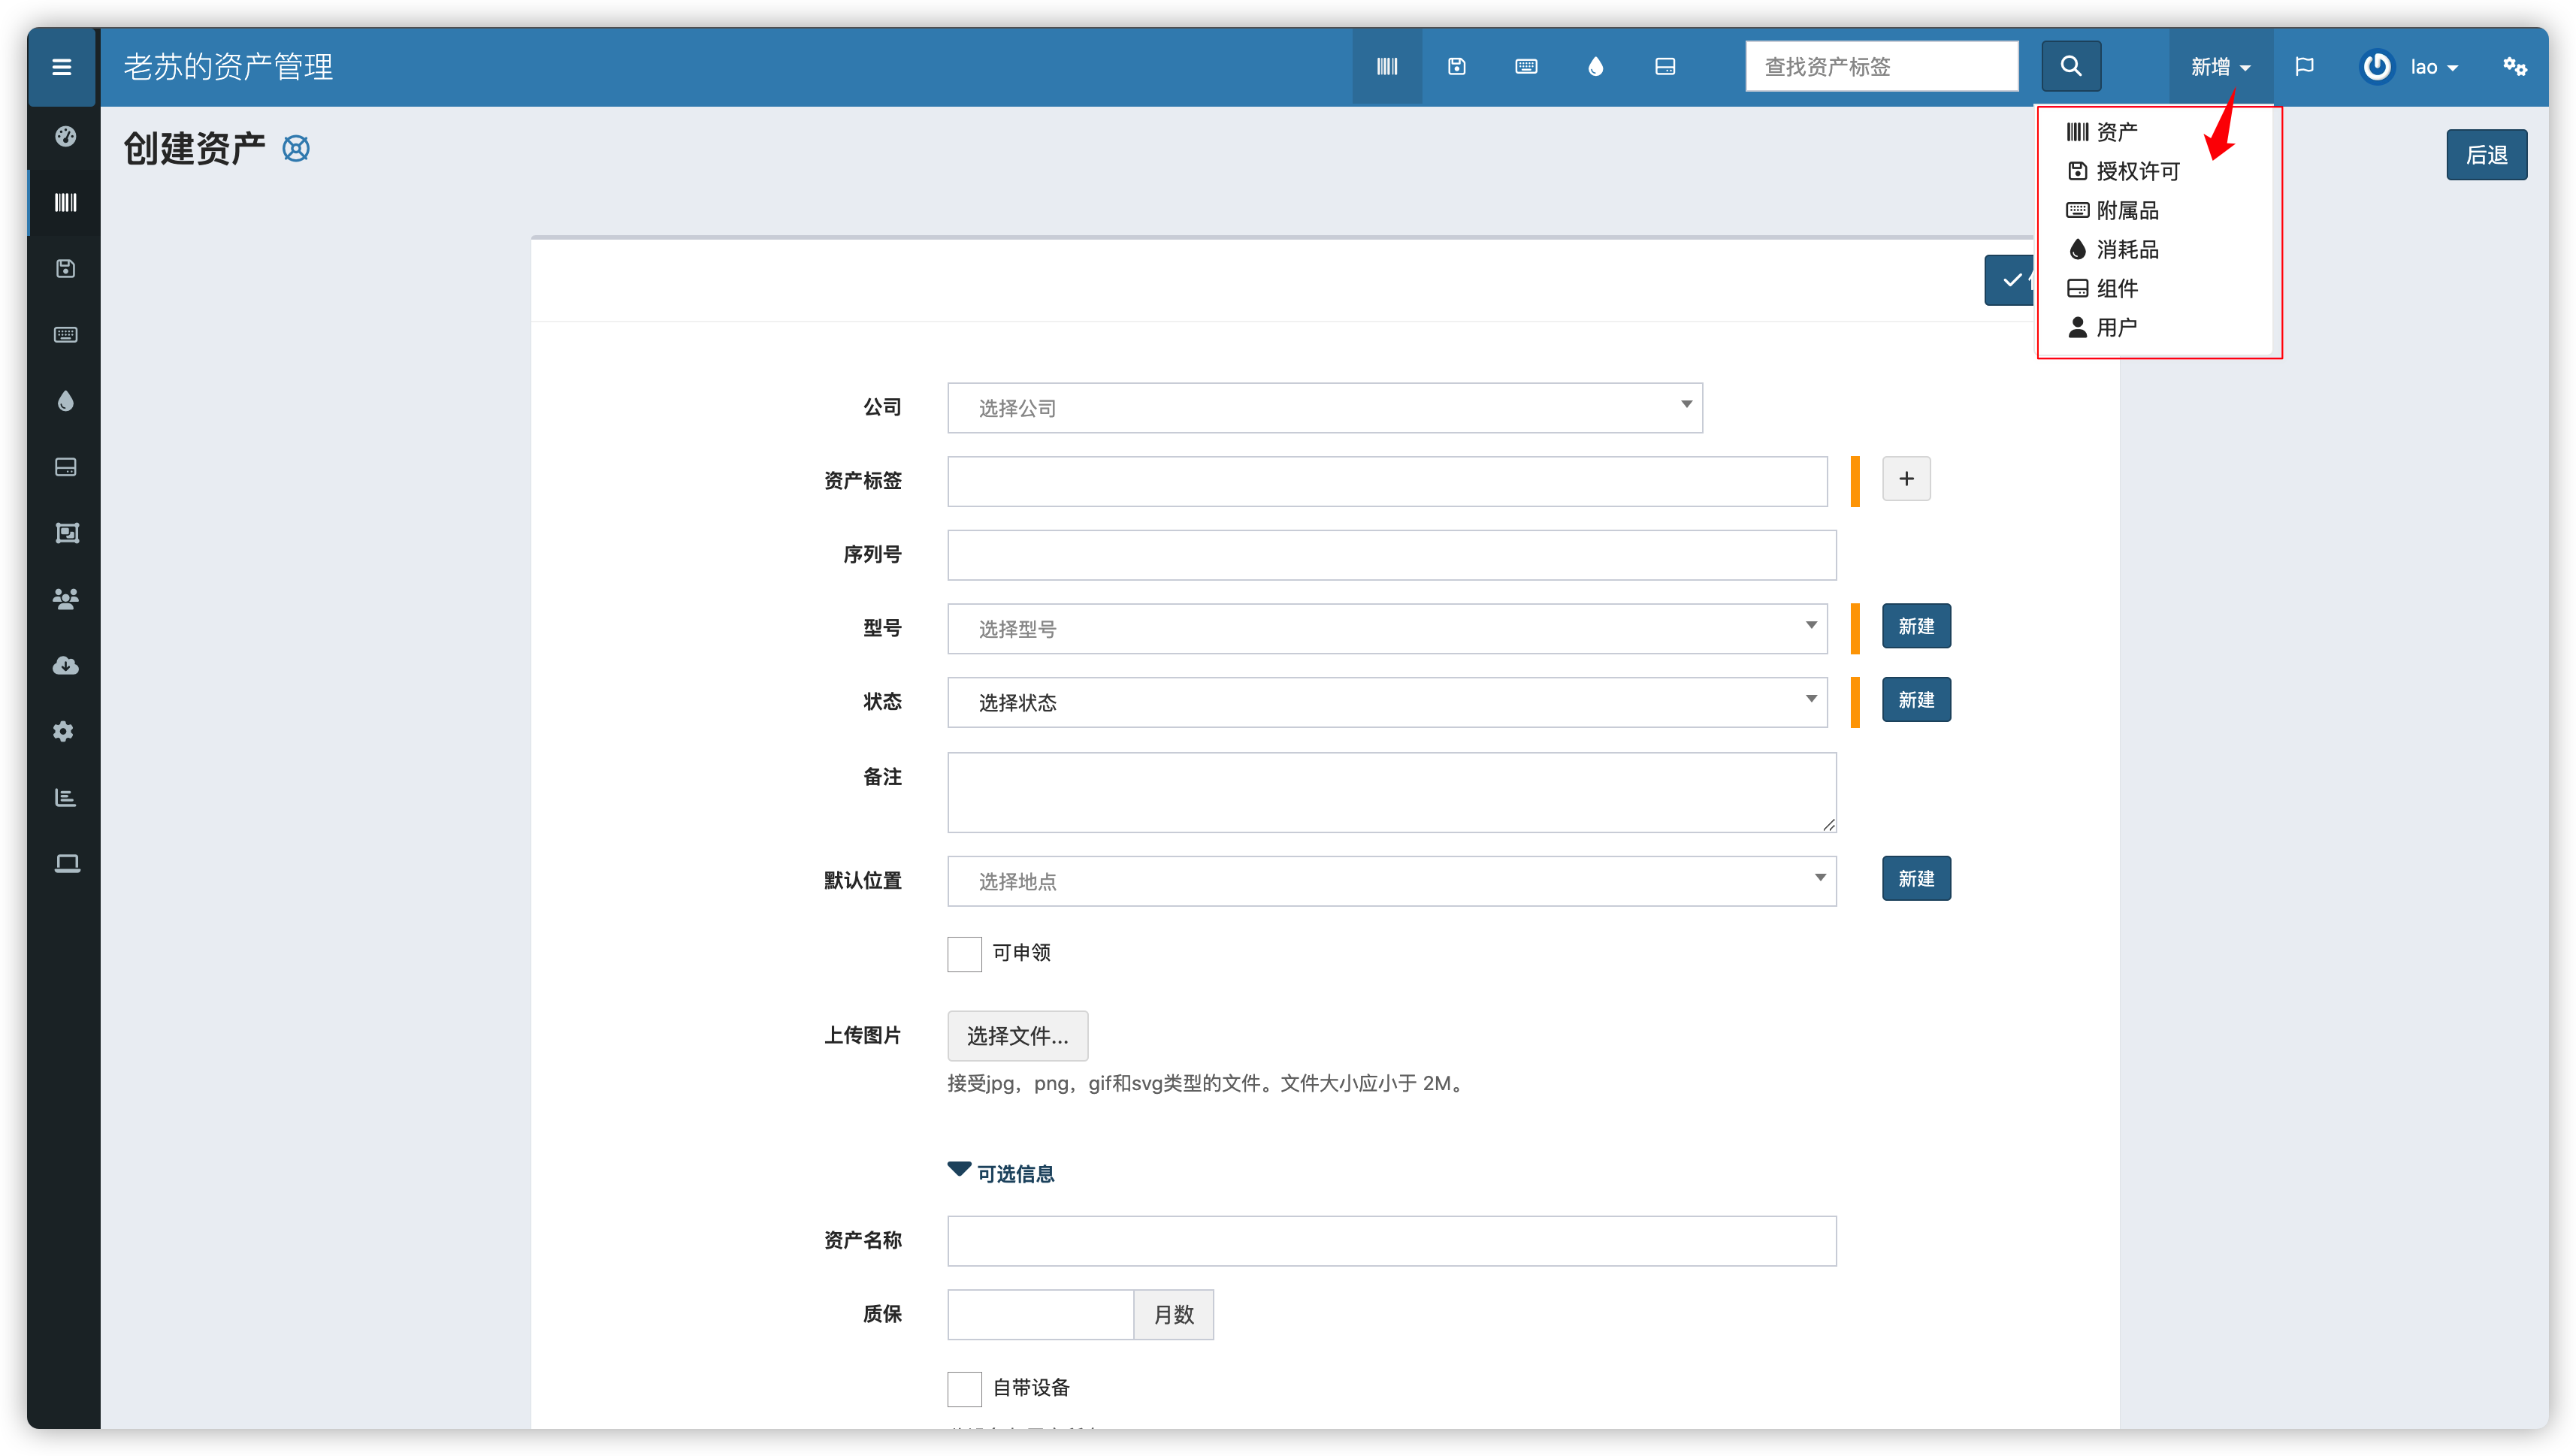 老苏的资产管理
查找资产标签
新增
lao
创建资产
后退
资产
授权许可
附属品
消耗品
组件
用户
公司
选择公司
资产标签
+
序列号
型号
选择型号
新建
状态
选择状态
新建
备注
默认位置
选择地点
新建
可申领
上传图片
选择文件...
接受jpg，png，gif和svg类型的文件。文件大小应小于 2M。
可选信息
资产名称
质保
月数
自带设备